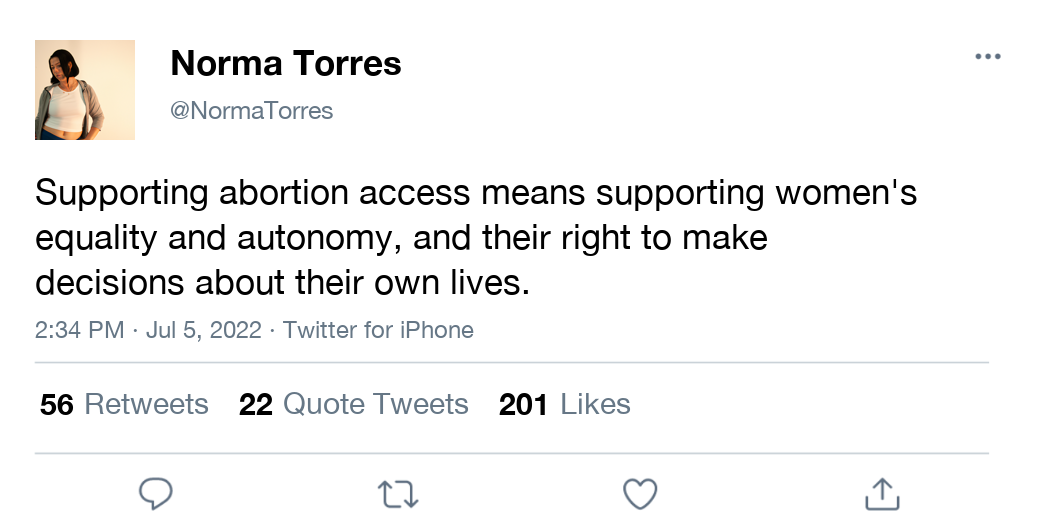 Norma Torres
@NormaTorres
Supporting abortion access means supporting women's
equality and autonomy, and their right to make
decisions about their own lives.
2:34 PM · Jul 5, 2022 · Twitter for iPhone
56 Retweets 22 Quote Tweets 201 Likes